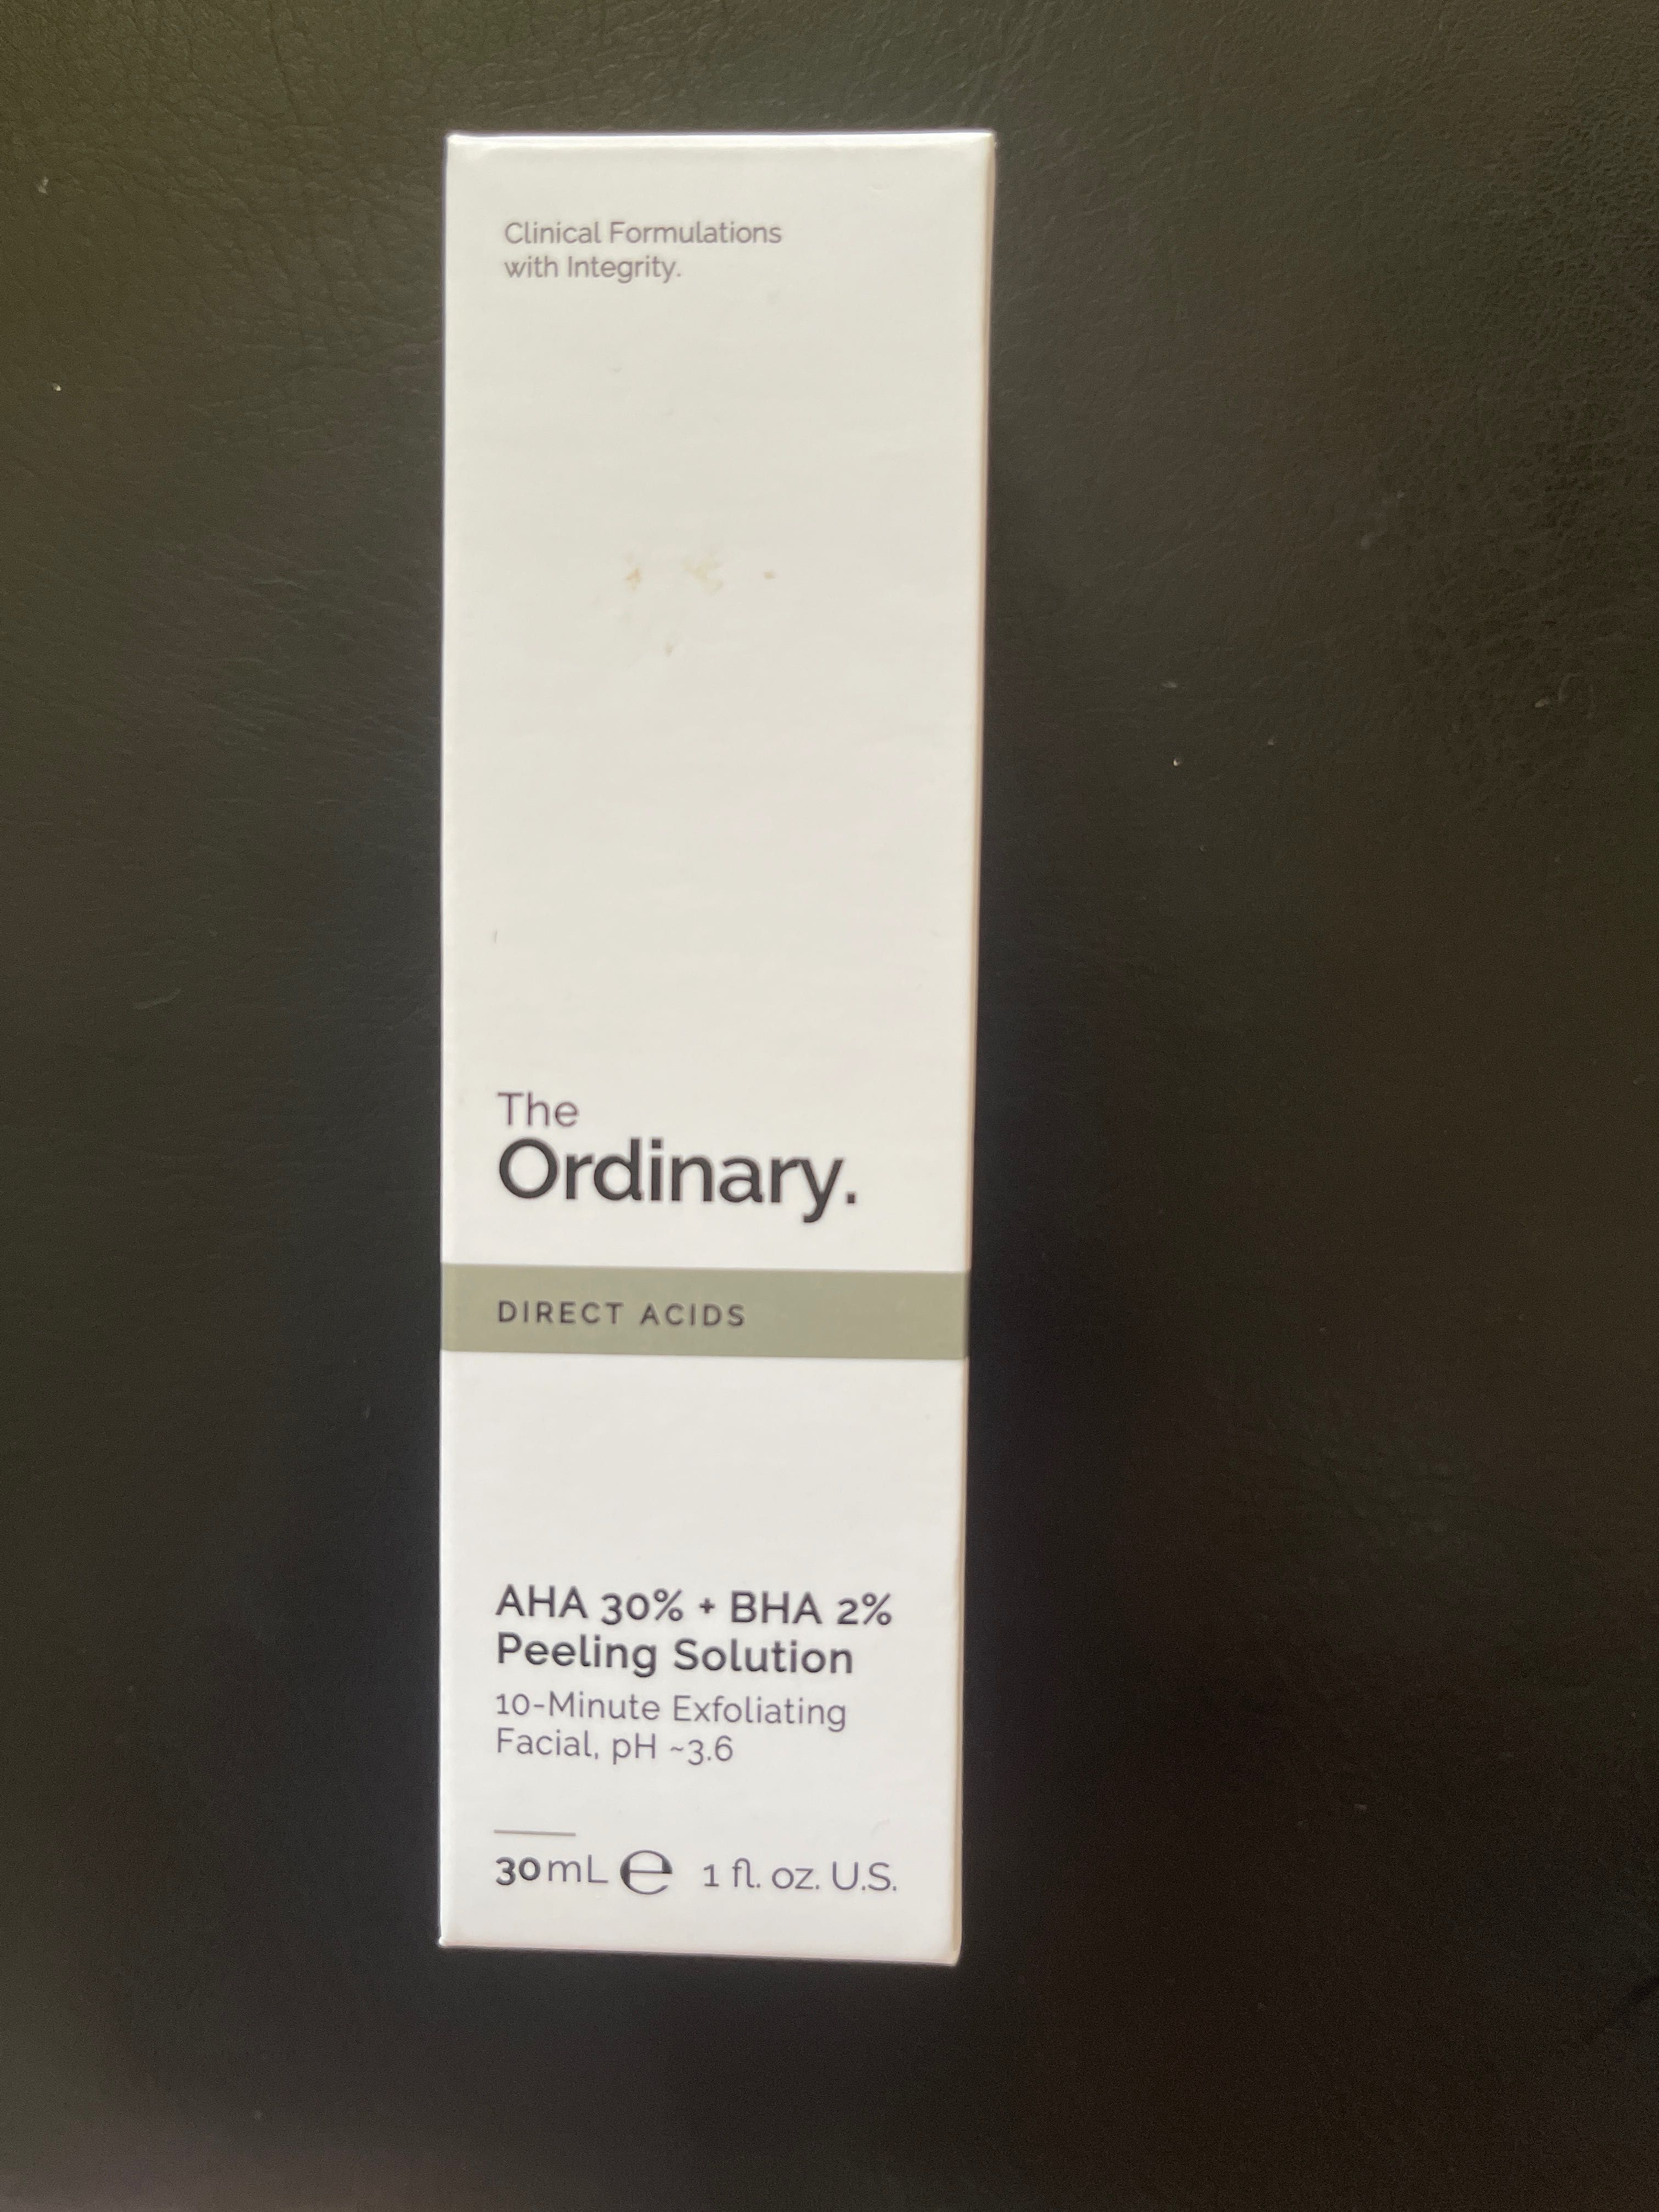 Clinical Formulations
with Integrity.
The
Ordinary.
DIRECT ACIDS
AHA 30% + BHA 2%
Peeling Solution
10-Minute Exfoliating
Facial, pH ~3.6
30mL ℮ 1 fl. oz. U.S.